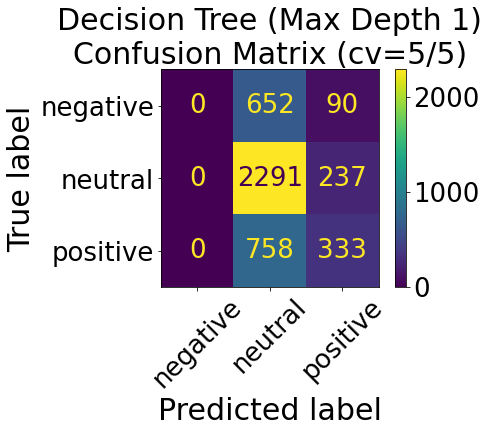 Decision Tree (Max Depth 1)
Confusion Matrix (cv=5/5)
True label
negative 0 652 90
neutral 0 2291 237
positive 0 758 333
2000
1000
0
negative neutral positive
Predicted label